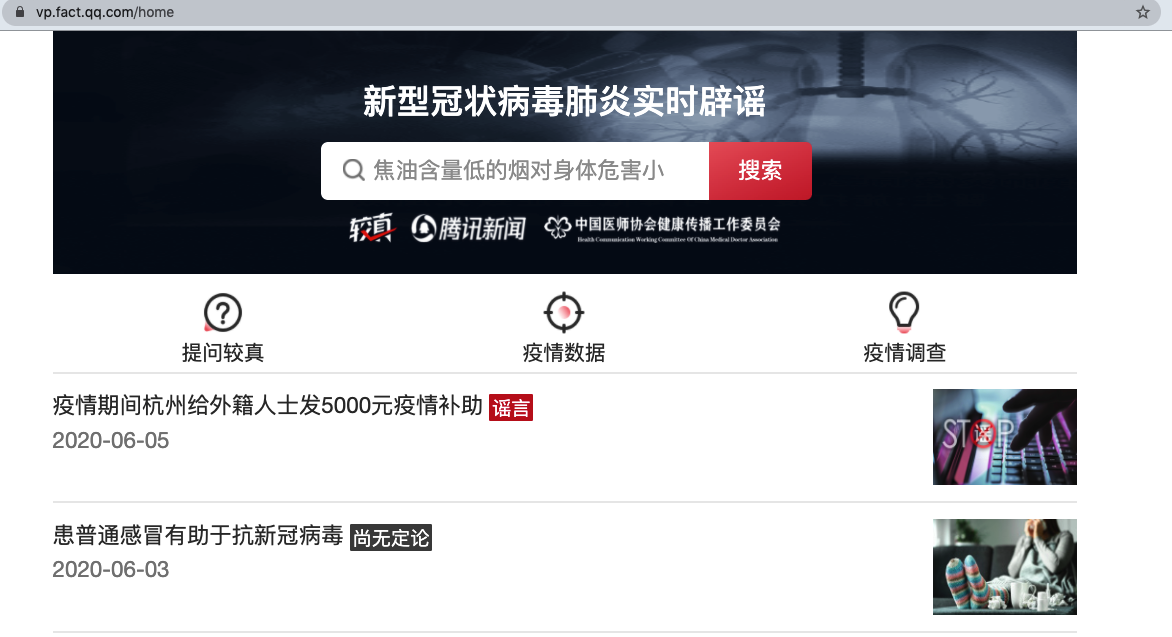 vp.fact.qq.com/home
新型冠状病毒肺炎实时辟谣
焦油含量低的烟对身体危害小 搜索
较真 腾讯新闻 中国医师协会健康传播工作委员会
Health Communication Working Committee Of China Medical Doctor Association
提问较真 疫情数据 疫情调查
疫情期间杭州给外籍人士发5000元疫情补助 谣言
2020-06-05
STOP
谣
患普通感冒有助于抗新冠病毒 尚无定论
2020-06-03